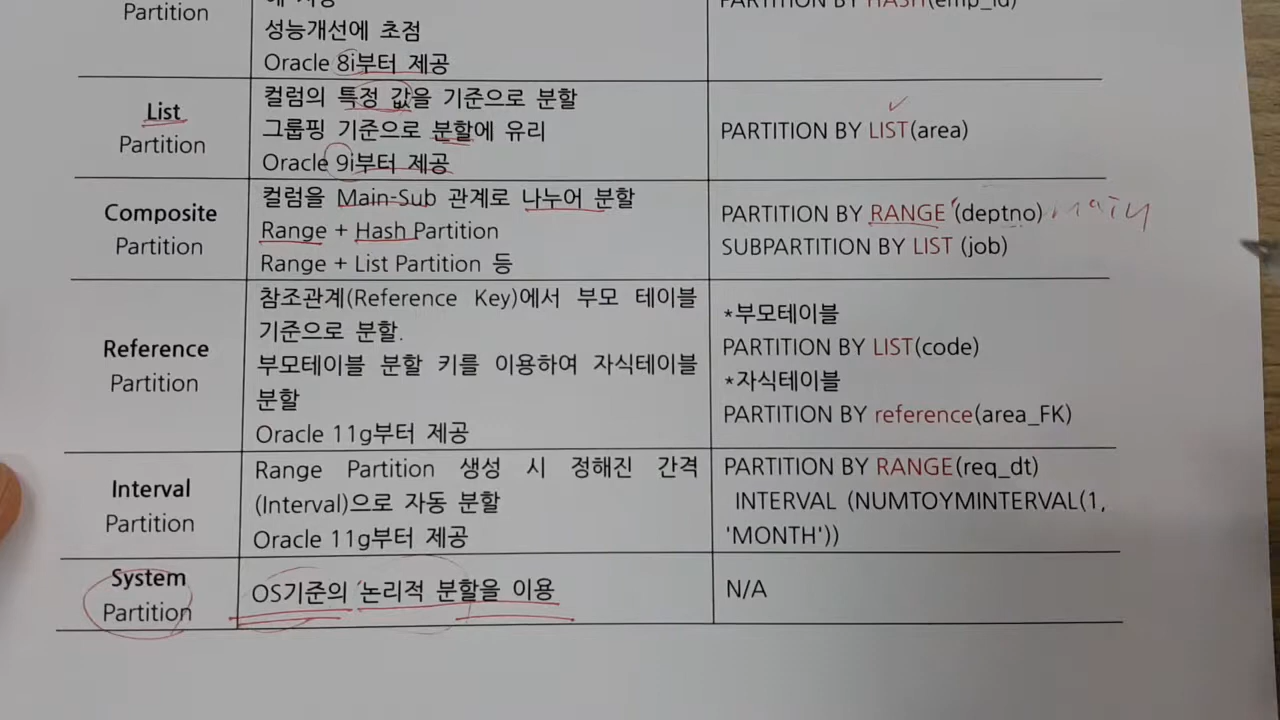 Partition
성능개선에 초점
Oracle 8i부터 제공
PARTITION BY HASH(emp_id)
List
Partition
컬럼의 특정 값을 기준으로 분할
그룹핑 기준으로 분할에 유리
Oracle 9i부터 제공
PARTITION BY LIST(area)
Composite
Partition
컬럼을 Main-Sub 관계로 나누어 분할
Range + Hash Partition
Range + List Partition 등
PARTITION BY RANGE (deptno) main
SUBPARTITION BY LIST (job)
Reference
Partition
참조관계(Reference Key)에서 부모 테이블
기준으로 분할.
부모테이블 분할 키를 이용하여 자식테이블
분할
Oracle 11g부터 제공
*부모테이블
PARTITION BY LIST(code)
*자식테이블
PARTITION BY reference(area_FK)
Interval
Partition
Range Partition 생성 시 정해진 간격
(Interval)으로 자동 분할
Oracle 11g부터 제공
PARTITION BY RANGE(req_dt)
INTERVAL (NUMTOYMINTERVAL(1,
'MONTH'))
System
Partition
OS기준의 논리적 분할을 이용
N/A